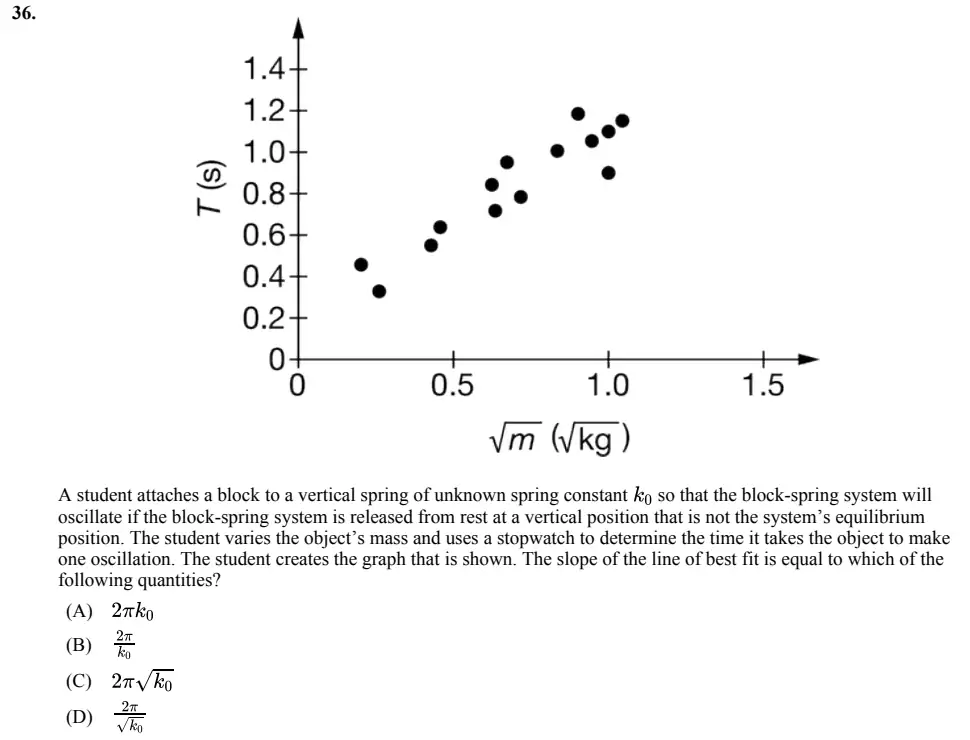 36.
1.4
1.2
1.0
0.8
0.6
0.4
0.2
0
T (s)
0 0.5 1.0 1.5
√m (√kg)
A student attaches a block to a vertical spring of unknown spring constant k₀ so that the block-spring system will
oscillate if the block-spring system is released from rest at a vertical position that is not the system’s equilibrium
position. The student varies the object’s mass and uses a stopwatch to determine the time it takes the object to make
one oscillation. The student creates the graph that is shown. The slope of the line of best fit is equal to which of the
following quantities?
(A) 2πk₀
(B) 2π/k₀
(C) 2π√k₀
(D) 2π/√k₀